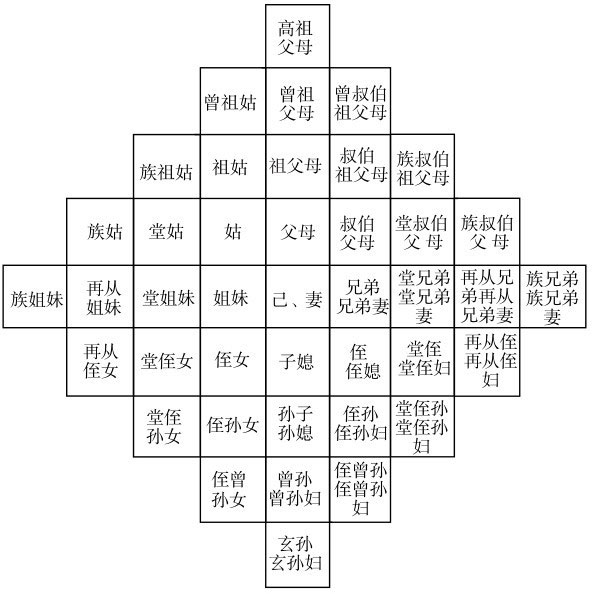 高祖
父母
曾祖姑
曾祖
父母
曾叔伯
祖父母
族祖姑
祖姑
祖父母
叔伯
祖父母
族叔伯
祖父母
族姑
堂姑
姑
父母
叔伯
父母
堂叔伯
父母
族叔伯
父母
族姐妹
再从
姐妹
堂姐妹
姐妹
己、妻
兄弟
兄弟妻
堂兄弟
堂兄弟
妻
再从兄
弟再从
兄弟妻
族兄弟
族兄弟
妻
再从
侄女
堂侄女
侄女
子媳
侄
侄媳
堂侄
堂侄妇
再从侄
再从侄
妇
堂侄
孙女
侄孙女
孙子
孙媳
侄孙
侄孙妇
堂侄孙
堂侄孙
妇
侄曾
孙女
曾孙
曾孙妇
侄曾孙
侄曾孙
妇
玄孙
玄孙妇